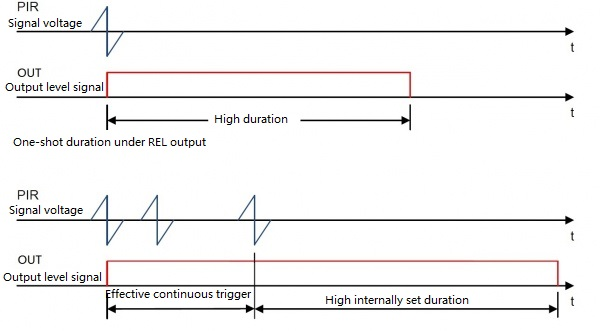 PIR
Signal voltage
t
OUT
Output level signal
t
High duration
One-shot duration under REL output
PIR
Signal voltage
t
OUT
Output level signal
t
Effective continuous trigger
High internally set duration